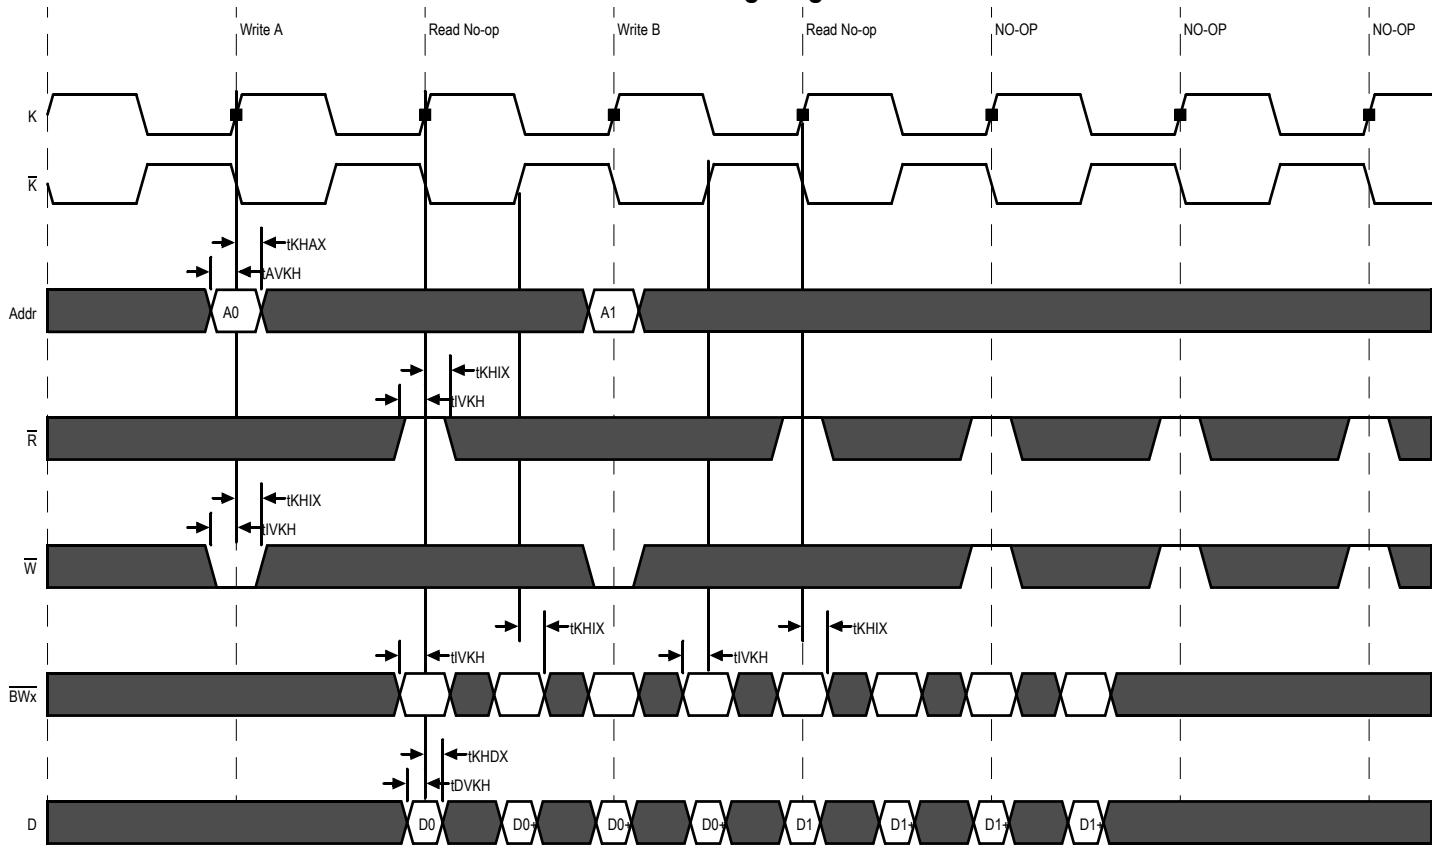 Write A Read No-op Write B Read No-op NO-OP NO-OP NO-OP
K
K̅
tKHAX
tAVKH
Addr A0 A1
tKHIX
tIVKH
R̅
tKHIX
tIVKH
W̅
tKHIX tKHIX
tIVKH tIVKH
B̅W̅x̅
tKHDX
tDVKH
D D0 D0+ D0+ D0+ D1 D1+ D1+ D1+